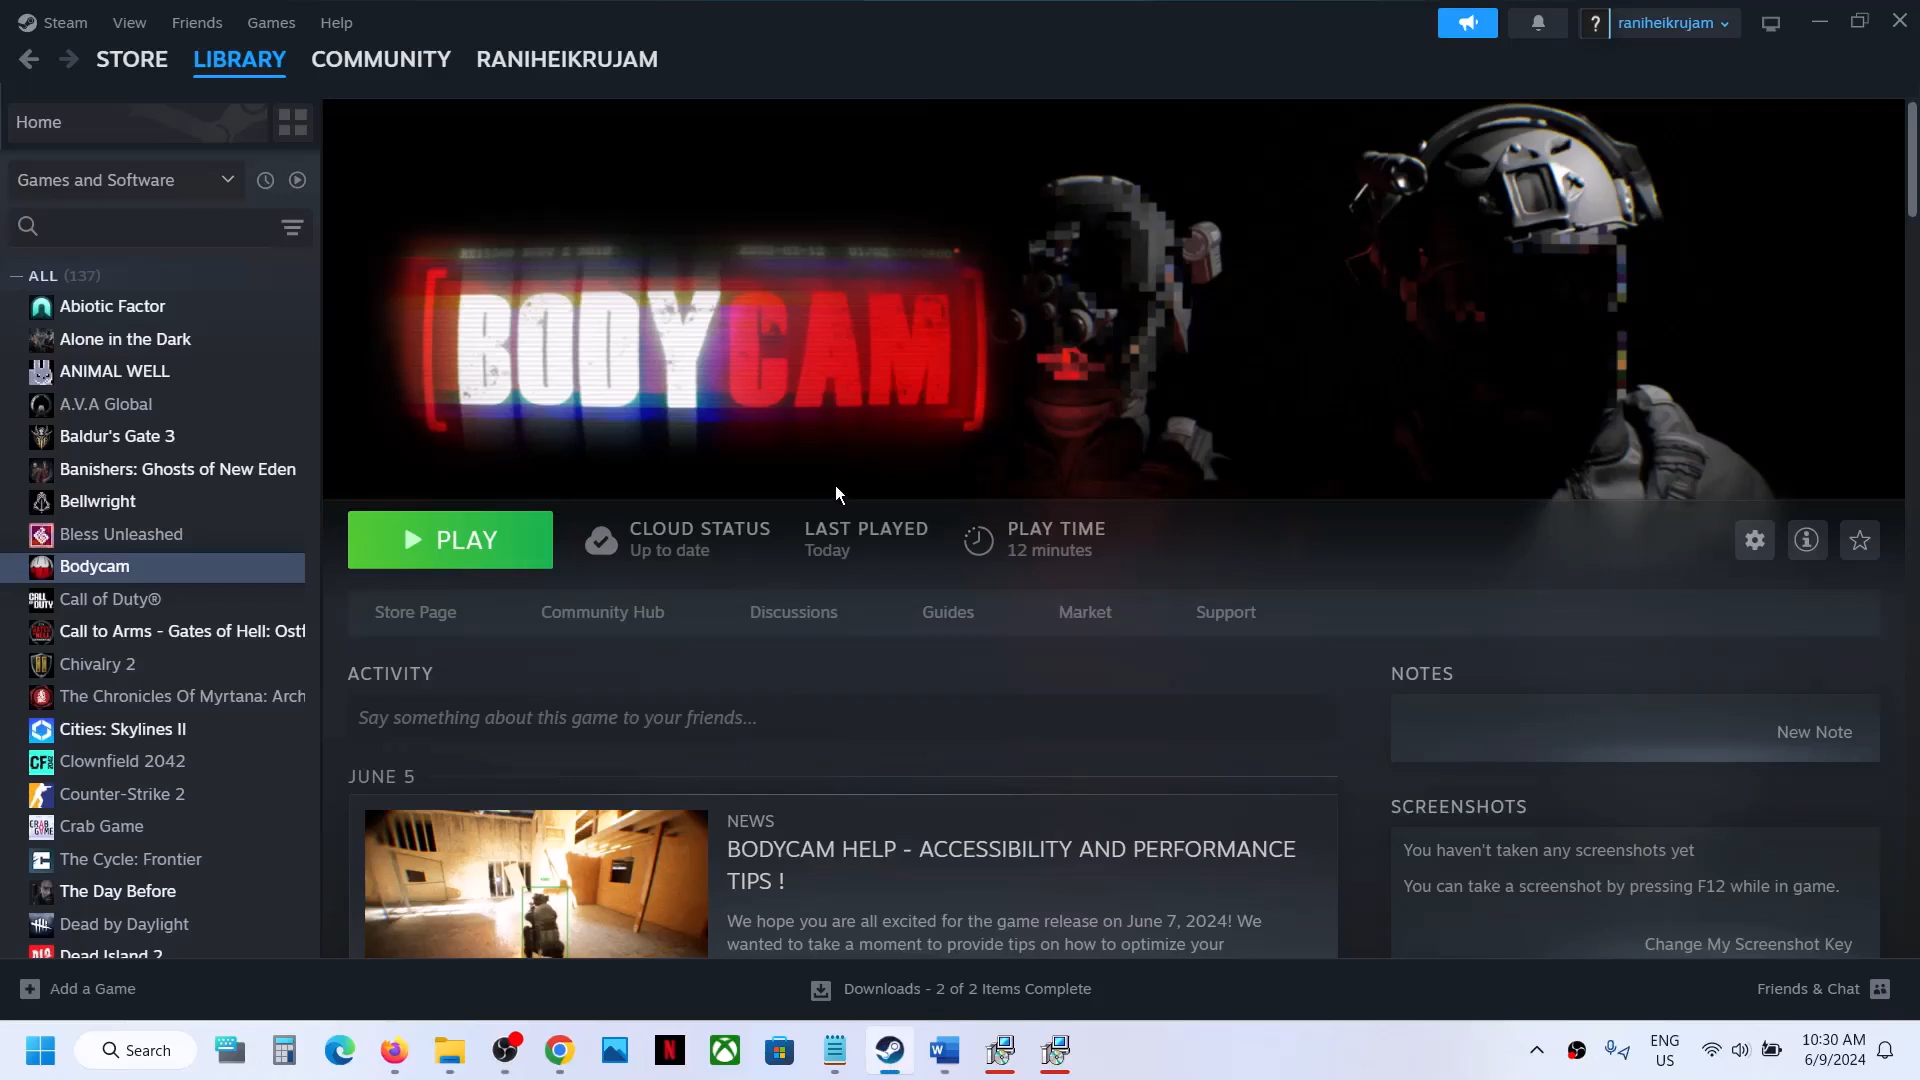 Steam View Friends Games Help
? raniheikrujam
STORE LIBRARY COMMUNITY RANIHEIKRUJAM
Home
Games and Software
ALL (137)
Abiotic Factor
Alone in the Dark
ANIMAL WELL
A.V.A Global
Baldur's Gate 3
Banishers: Ghosts of New Eden
Bellwright
Bless Unleashed
Bodycam
Call of Duty®
Call to Arms - Gates of Hell: Ostf
Chivalry 2
The Chronicles Of Myrtana: Arch
Cities: Skylines II
Clownfield 2042
Counter-Strike 2
Crab Game
The Cycle: Frontier
The Day Before
Dead by Daylight
Dead Island 2
BODYCAM
PLAY
CLOUD STATUS
Up to date
LAST PLAYED
Today
PLAY TIME
12 minutes
Store Page Community Hub Discussions Guides Market Support
ACTIVITY
Say something about this game to your friends...
JUNE 5
NEWS
BODYCAM HELP - ACCESSIBILITY AND PERFORMANCE
TIPS !
We hope you are all excited for the game release on June 7, 2024! We
wanted to take a moment to provide tips on how to optimize your
NOTES
New Note
SCREENSHOTS
You haven't taken any screenshots yet
You can take a screenshot by pressing F12 while in game.
Change My Screenshot Key
Add a Game
Downloads - 2 of 2 Items Complete
Friends & Chat
Search
ENG
US
10:30 AM
6/9/2024